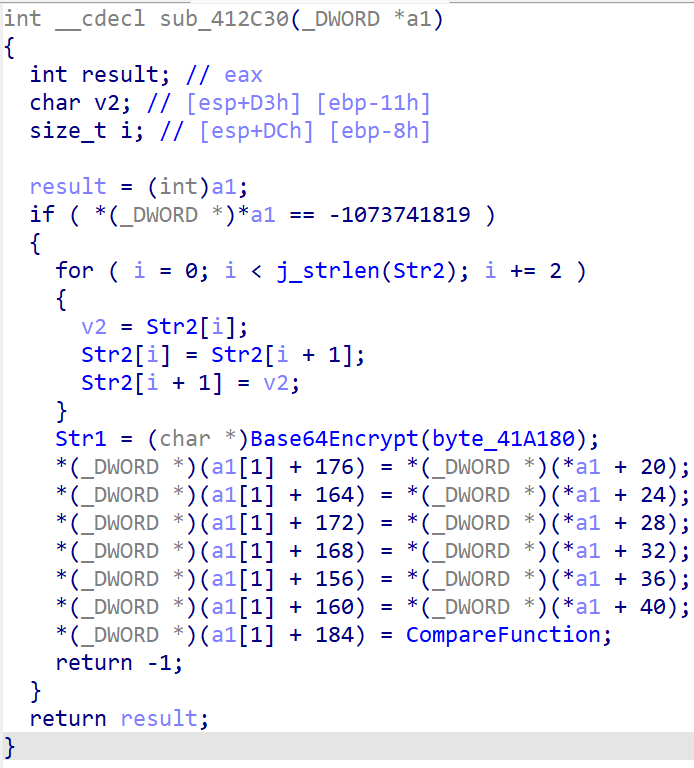 int __cdecl sub_412C30(_DWORD *a1)
{
  int result; // eax
  char v2; // [esp+D3h] [ebp-11h]
  size_t i; // [esp+DCh] [ebp-8h]

  result = (int)a1;
  if ( *(_DWORD *)*a1 == -1073741819 )
  {
    for ( i = 0; i < j_strlen(Str2); i += 2 )
    {
      v2 = Str2[i];
      Str2[i] = Str2[i + 1];
      Str2[i + 1] = v2;
    }
    Str1 = (char *)Base64Encrypt(byte_41A180);
    *(_DWORD *)(a1[1] + 176) = *(_DWORD *)(*a1 + 20);
    *(_DWORD *)(a1[1] + 164) = *(_DWORD *)(*a1 + 24);
    *(_DWORD *)(a1[1] + 172) = *(_DWORD *)(*a1 + 28);
    *(_DWORD *)(a1[1] + 168) = *(_DWORD *)(*a1 + 32);
    *(_DWORD *)(a1[1] + 156) = *(_DWORD *)(*a1 + 36);
    *(_DWORD *)(a1[1] + 160) = *(_DWORD *)(*a1 + 40);
    *(_DWORD *)(a1[1] + 184) = CompareFunction;
    return -1;
  }
  return result;
}